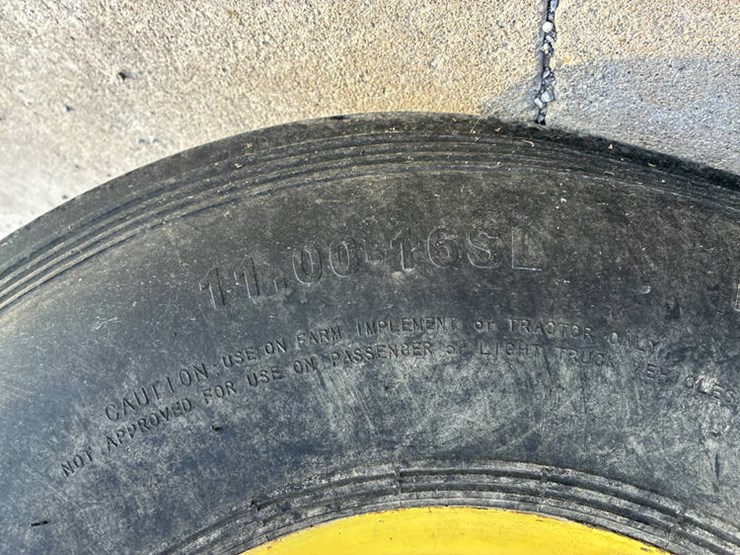 11.00-16SL
CAUTION: USE ON FARM IMPLEMENT or TRACTOR ONLY
NOT APPROVED FOR USE ON PASSENGER or LIGHT TRUCK VEHICLES